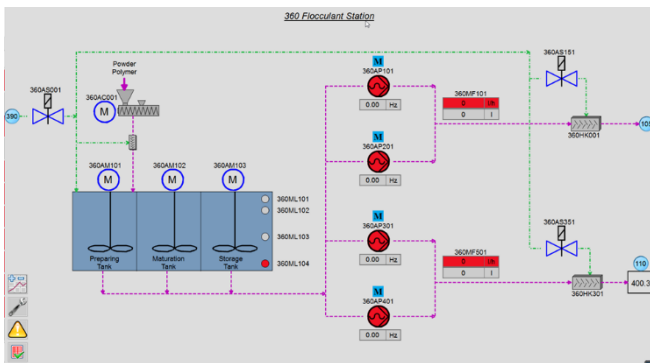 360 Flocculant Station
360AS151
Powder
Polymer
M
360AS001
360AC001
M
390
360AP101
0.00 Hz
360MF101
0 l/h
0 l
360HK001
101
M
360AP201
0.00 Hz
360AM101
360AM102
360AM103
M
M
M
360ML101
360ML102
360ML103
360ML104
Preparing
Tank
Maturation
Tank
Storage
Tank
M
360AP301
0.00 Hz
360MF501
0 l/h
0 l
360AS351
360HK301
110
400.3
M
360AP401
0.00 Hz